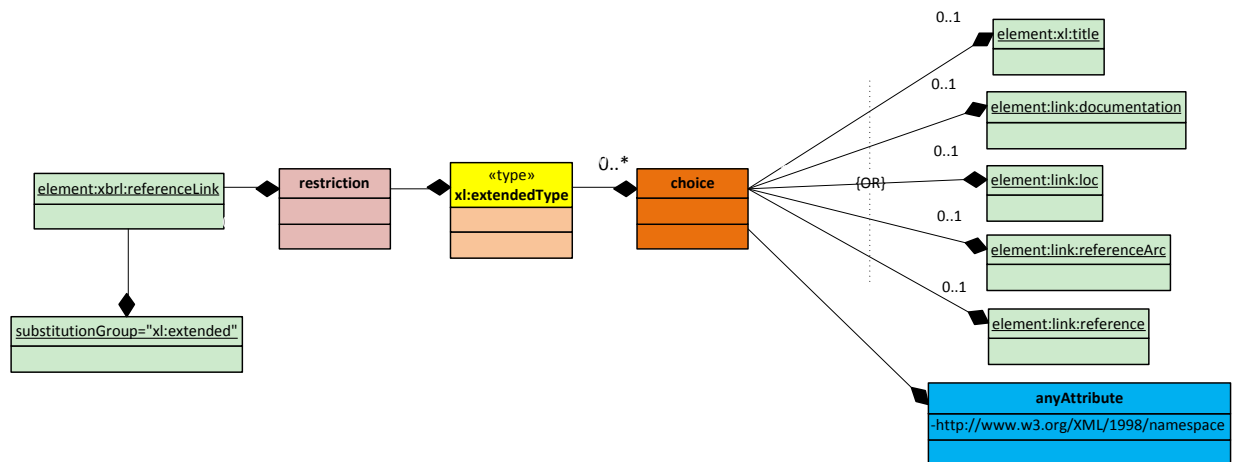 0..1
element:xl:title
0..1
element:link:documentation
0..1
element:xbrl:referenceLink
restriction
«type»
xl:extendedType
0..*
choice
{OR}
element:link:loc
0..1
element:link:referenceArc
0..1
substitutionGroup="xl:extended"
element:link:reference
anyAttribute
-http://www.w3.org/XML/1998/namespace